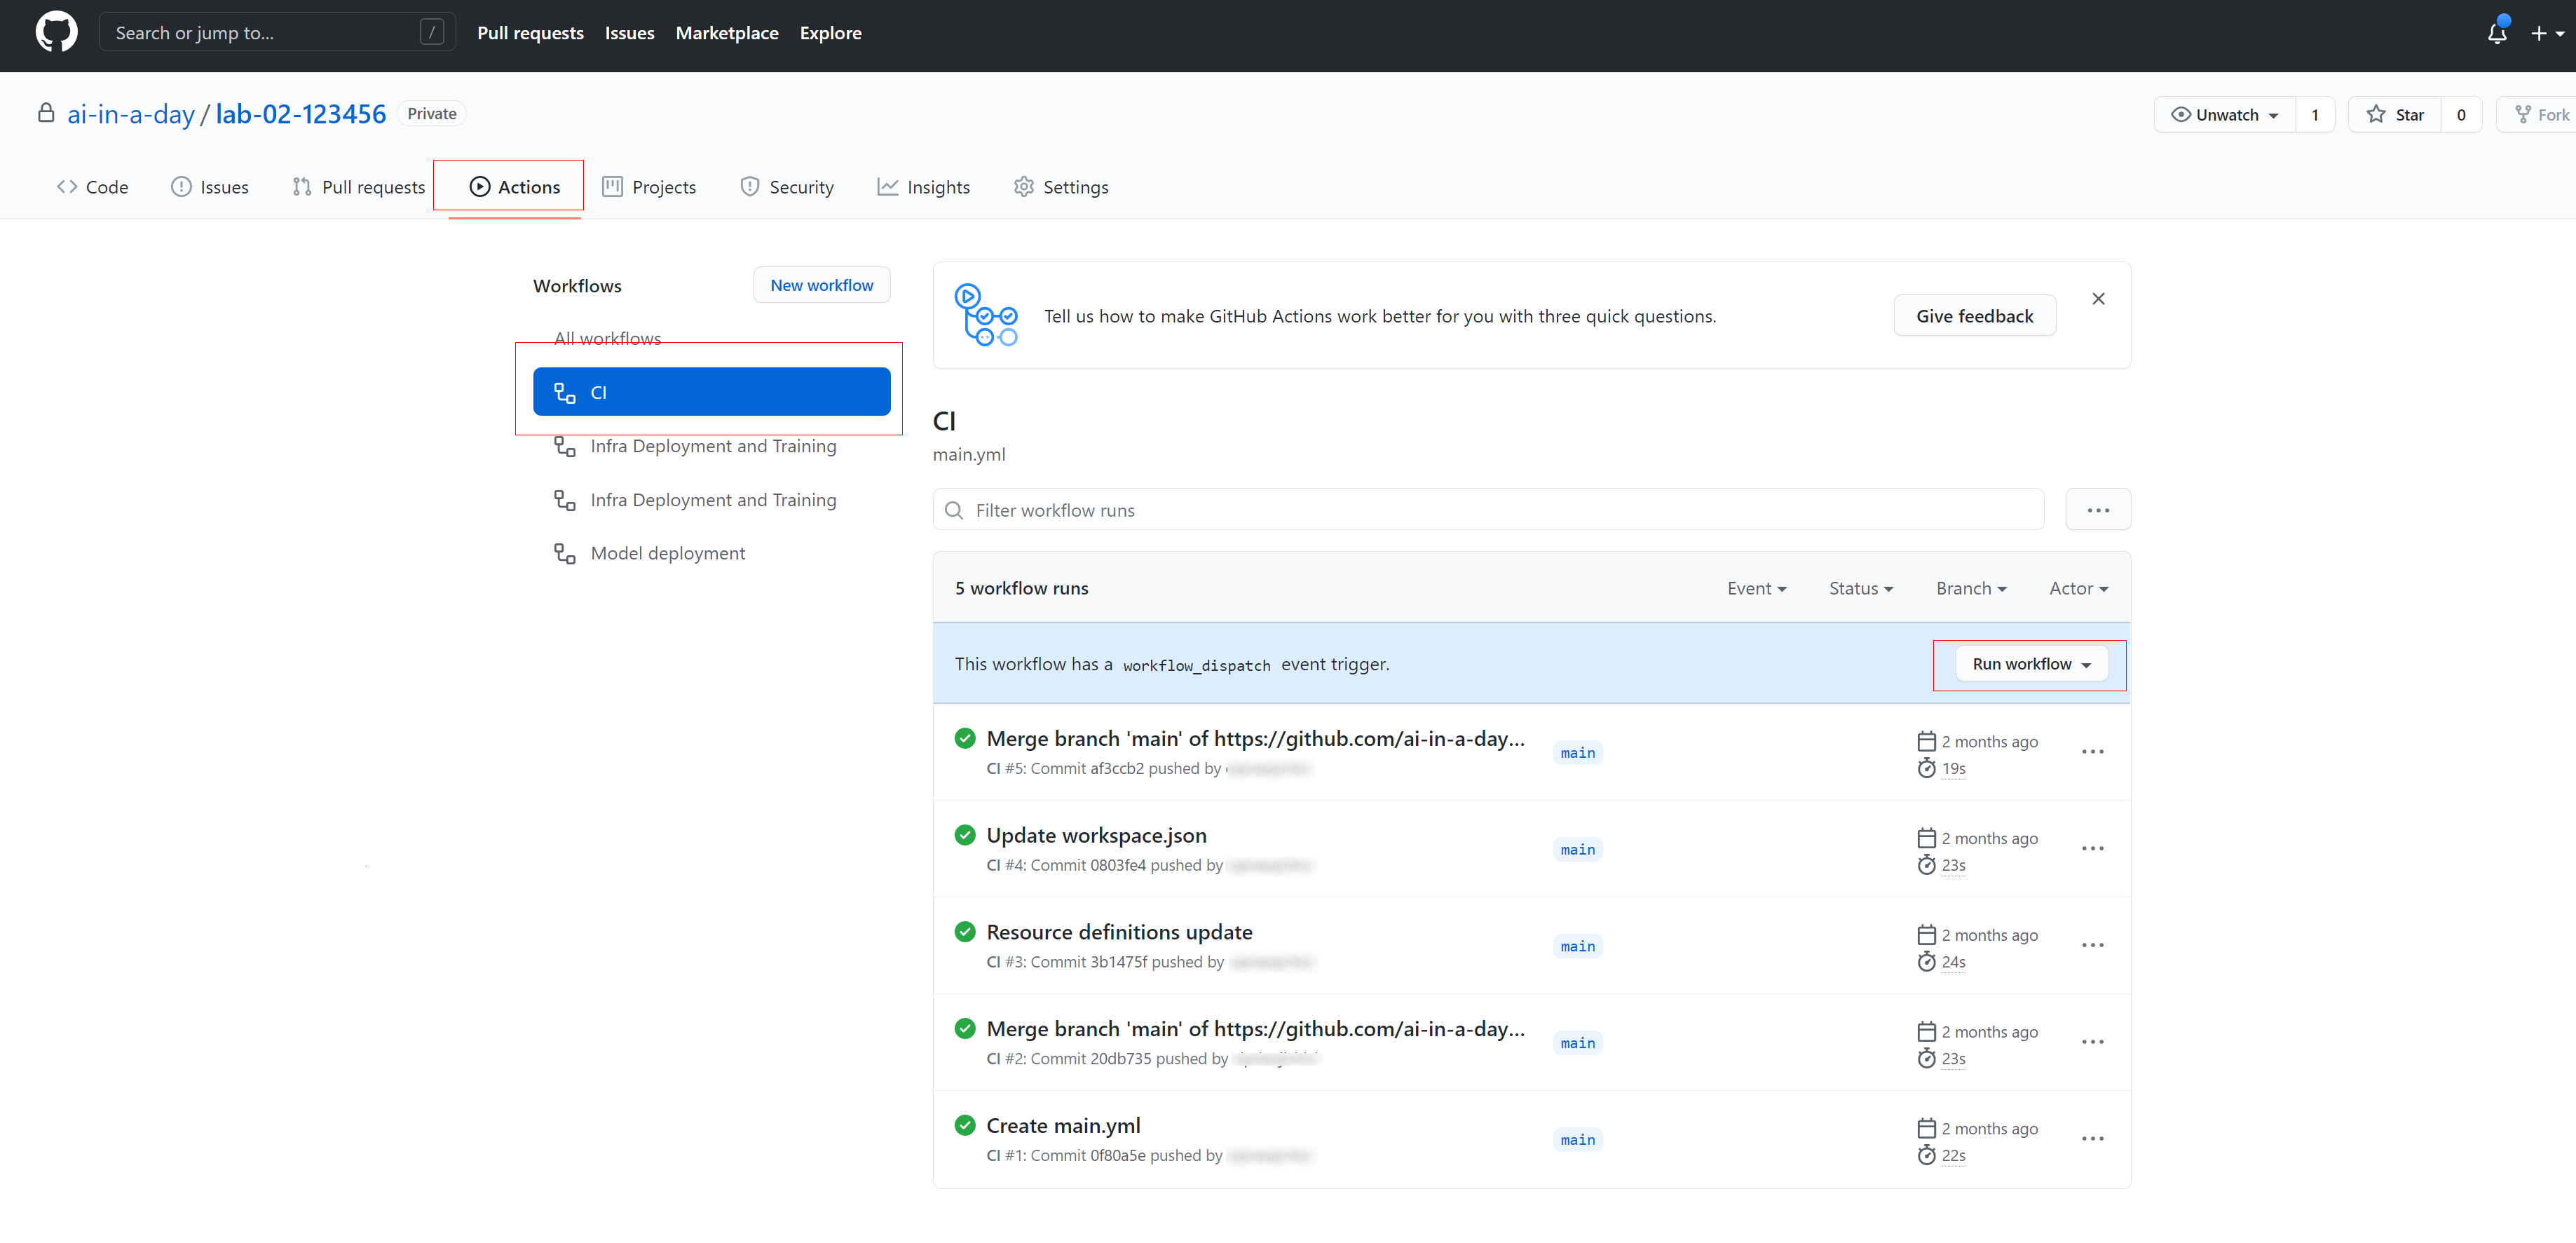 Search or jump to... /
Pull requests Issues Marketplace Explore
ai-in-a-day / lab-02-123456 Private
Unwatch 1 Star 0 Fork
Code Issues Pull requests Actions Projects Security Insights Settings
Workflows New workflow
All workflows
CI
Infra Deployment and Training
Infra Deployment and Training
Model deployment
Tell us how to make GitHub Actions work better for you with three quick questions. Give feedback
CI
main.yml
Filter workflow runs
5 workflow runs Event Status Branch Actor
This workflow has a workflow_dispatch event trigger. Run workflow
Merge branch 'main' of https://github.com/ai-in-a-day...
CI #5: Commit af3ccb2 pushed by
main
2 months ago
19s
Update workspace.json
CI #4: Commit 0803fe4 pushed by
main
2 months ago
23s
Resource definitions update
CI #3: Commit 3b1475f pushed by
main
2 months ago
24s
Merge branch 'main' of https://github.com/ai-in-a-day...
CI #2: Commit 20db735 pushed by
main
2 months ago
23s
Create main.yml
CI #1: Commit 0f80a5e pushed by
main
2 months ago
22s